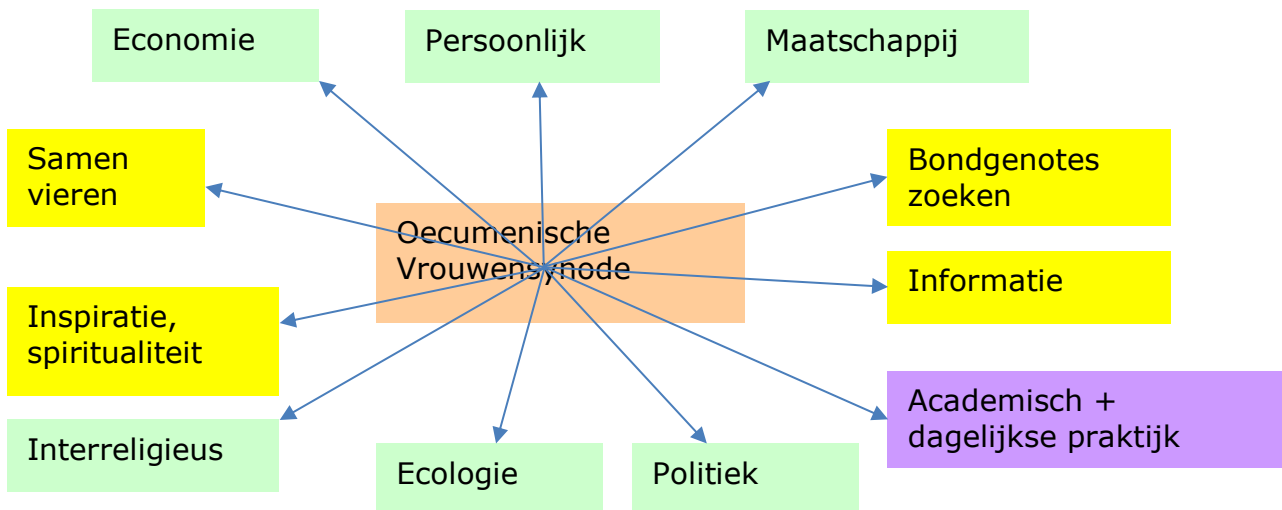 Economie
Persoonlijk
Maatschappij
Samen
vieren
Bondgenotes
zoeken
Oecumenische
Vrouwensynode
Informatie
Inspiratie,
spiritualiteit
Academisch +
dagelijkse praktijk
Interreligieus
Ecologie
Politiek